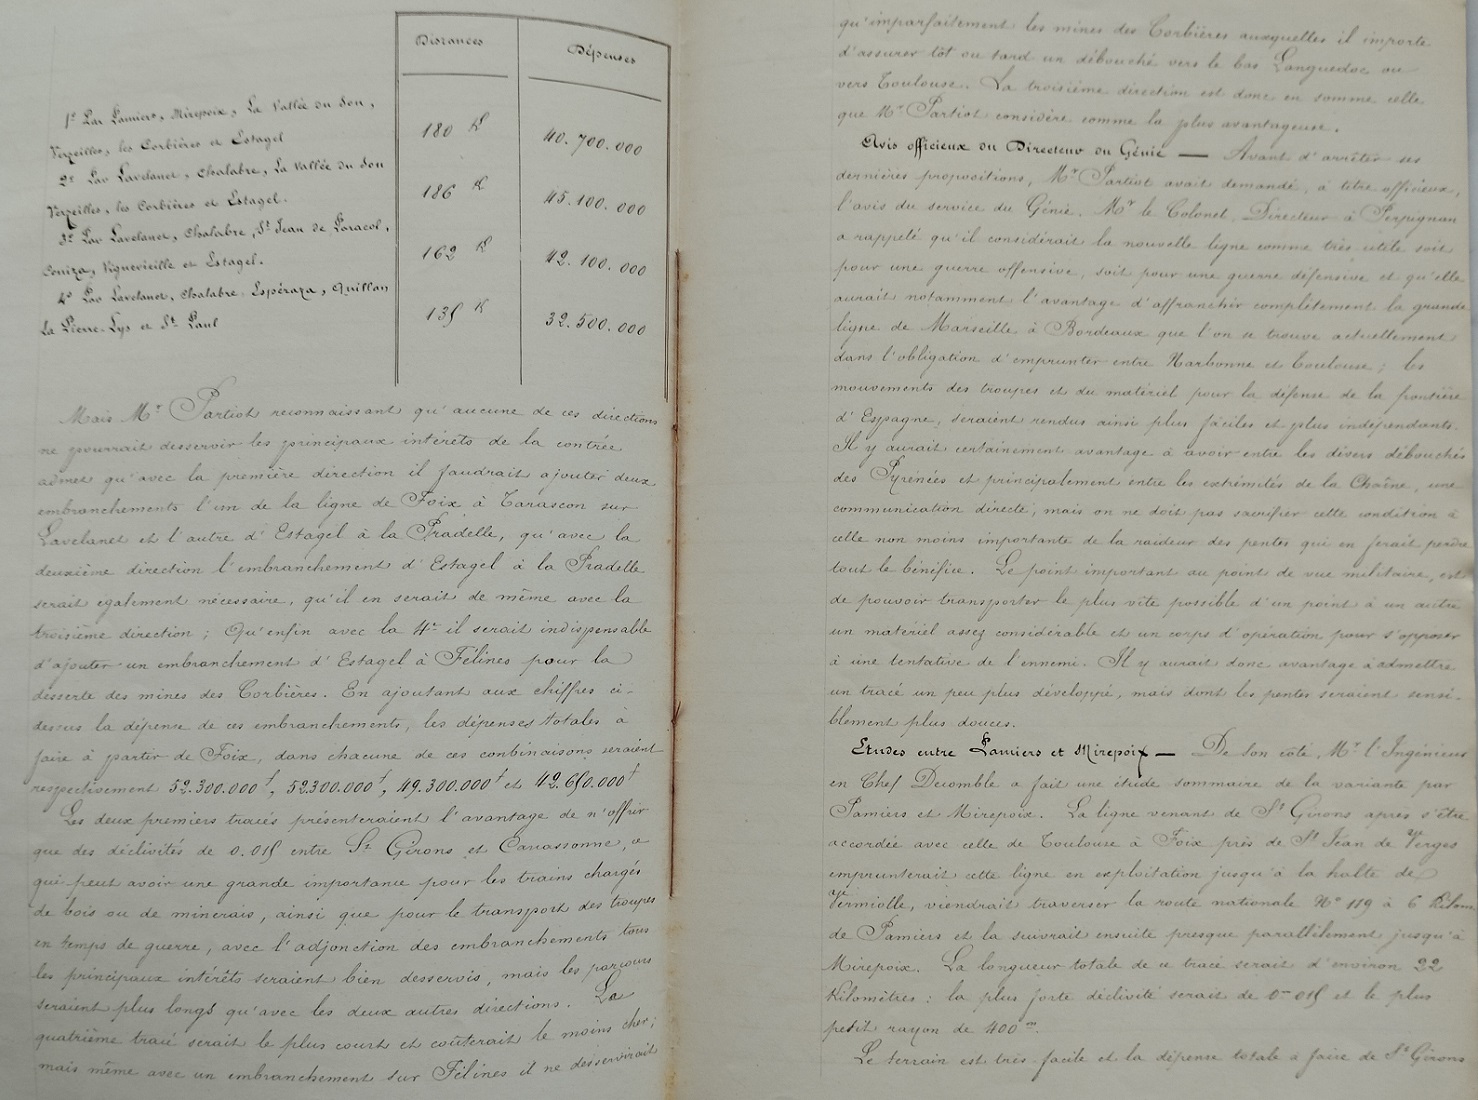 Distances
Dépenses
1° Par Pamiers, Mirepoix, La Vallée du Sou,
Verzeilles, les Corbières et Estagel
180 K
40.700.000
2° Par Lavelanet, Chalabre, La Vallée du Sou
Verzeilles, les Corbières et Estagel.
186 K
45.100.000
3° Par Lavelanet, Chalabre, St Jean de Paracol,
Couiza, Vignevieille et Estagel.
162 K
42.100.000
4° Par Lavelanet, Chalabre, Espéraza, Quillan
La Pierre-Lys et St Paul
135 K
32.500.000
Mais Mr Partiot reconnaissant qu'aucune de ces directions
ne pourrait desservir les principaux intérêts de la contrée
admet qu'avec la première direction il faudrait ajouter deux
embranchements l'un de la ligne de Foix à Tarascon sur
Lavelanet et l'autre d'Estagel à la Pradelle, qu'avec la
deuxième direction l'embranchement d'Estagel à la Pradelle
serait également nécessaire, qu'il en serait de même avec la
troisième direction ; Qu'enfin avec la 4e il serait indispensable
d'ajouter un embranchement d'Estagel à Félines pour la
desserte des mines des Corbières. En ajoutant aux chiffres ci-
dessus la dépense de ces embranchements, les dépenses totales à
faire à partir de Foix, dans chacune de ces conbinaisons seraient
respectivement 52.300.000 f, 52.300.000 f, 49.300.000 f et 42.650.000 f
Les deux premiers tracés présenteraient l'avantage de n'offrir
que des déclivités de 0.015 entre St Girons et Carcassonne, ce
qui peut avoir une grande importance pour les trains chargés
de bois ou de minerais, ainsi que pour le transport des troupes
en temps de guerre, avec l'adjonction des embranchements tous
les principaux intérêts seraient bien desservis, mais les parcours
seraient plus longs qu'avec les deux autres directions. La
quatrième tracé serait le plus court et coûterait le moins cher;
mais même avec un embranchement sur Félines il ne desservirait
qu'imparfaitement les mines des Corbières auxquelles il importe
d'assurer tôt ou tard un débouché vers le bas Languedoc ou
vers Toulouse. La troisième direction est donc en somme celle
que Mr Partiot considère comme la plus avantageuse.
Avis officieux du Directeur du Génie — Avant d'arrêter ses
dernières propositions, Mr Partiot avait demandé, à titre officieux,
l'avis du service du Génie. Mr le Colonel, Directeur à Perpignan
a rappelé qu'il considérait la nouvelle ligne comme très utile soit
pour une guerre offensive, soit pour une guerre défensive et qu'elle
aurait notamment l'avantage d'affranchir complètement la grande
ligne de Marseille à Bordeaux que l'on se trouve actuellement
dans l'obligation d'emprunter entre Narbonne et Toulouse ; les
mouvements des troupes et du matériel pour la défense de la frontière
d'Espagne, seraient rendus ainsi plus faciles et plus indépendants.
Il y aurait certainement avantage à avoir entre les divers débouchés
des Pyrenées et principalement entre les extrémités de la Chaîne, une
communication directe, mais on ne doit pas sacrifier cette condition à
celle non moins importante de la raideur des pentes qui en ferait perdre
tout le bénéfice. Le point important au point de vue militaire, est
de pouvoir transporter le plus vite possible d'un point à un autre
un matériel assez considérable et un corps d'opération pour s'opposer
à une tentative de l'ennemi. Il y aurait donc avantage à admettre
un tracé un peu plus développé, mais dont les pentes seraient sensi-
blement plus douces.
Etudes entre Pamiers et Mirepoix — De son côté, Mr l'Ingénieur
en Chef Decomble a fait une étude sommaire de la variante par
Pamiers et Mirepoix. La ligne venant de St Girons après s'être
accordée avec celle de Toulouse à Foix près de St Jean de Verges
emprunterait cette ligne en exploitation jusqu'à la halte de
Vermiolle, viendrait traverser la route nationale N° 119 à 6 Kilom
de Pamiers et la suivrait ensuite presque parallèlement jusqu'à
Mirepoix. La longueur totale de ce tracé serait d'environ 22
Kilomètres : la plus forte déclivité serait de 0m 015 et le plus
petit rayon de 400 m.
Le terrain est très facile et la dépense totale à faire de St Girons